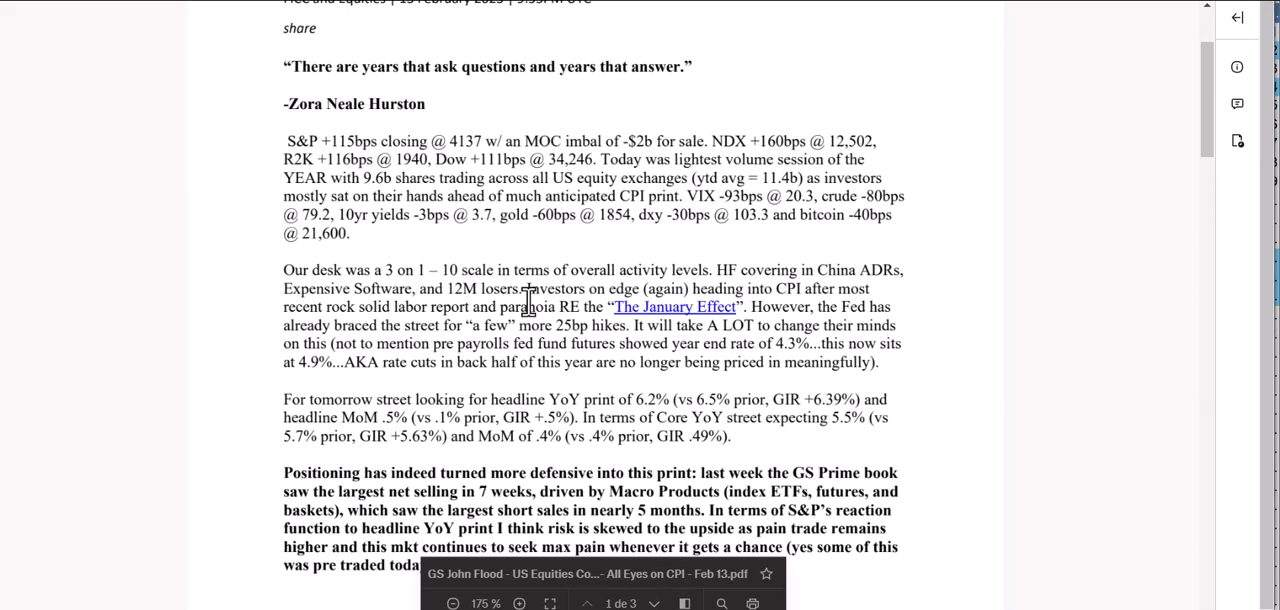 share
“There are years that ask questions and years that answer.”
-Zora Neale Hurston
S&P +115bps closing @ 4137 w/ an MOC imbal of -$2b for sale. NDX +160bps @ 12,502,
R2K +116bps @ 1940, Dow +111bps @ 34,246. Today was lightest volume session of the
YEAR with 9.6b shares trading across all US equity exchanges (ytd avg = 11.4b) as investors
mostly sat on their hands ahead of much anticipated CPI print. VIX -93bps @ 20.3, crude -80bps
@ 79.2, 10yr yields -3bps @ 3.7, gold -60bps @ 1854, dxy -30bps @ 103.3 and bitcoin -40bps
@ 21,600.
Our desk was a 3 on 1 – 10 scale in terms of overall activity levels. HF covering in China ADRs,
Expensive Software, and 12M losers. Investors on edge (again) heading into CPI after most
recent rock solid labor report and paranoia RE the “The January Effect”. However, the Fed has
already braced the street for “a few” more 25bp hikes. It will take A LOT to change their minds
on this (not to mention pre payrolls fed fund futures showed year end rate of 4.3%...this now sits
at 4.9%...AKA rate cuts in back half of this year are no longer being priced in meaningfully).
For tomorrow street looking for headline YoY print of 6.2% (vs 6.5% prior, GIR +6.39%) and
headline MoM .5% (vs .1% prior, GIR +.5%). In terms of Core YoY street expecting 5.5% (vs
5.7% prior, GIR +5.63%) and MoM of .4% (vs .4% prior, GIR .49%).
Positioning has indeed turned more defensive into this print: last week the GS Prime book
saw the largest net selling in 7 weeks, driven by Macro Products (index ETFs, futures, and
baskets), which saw the largest short sales in nearly 5 months. In terms of S&P’s reaction
function to headline YoY print I think risk is skewed to the upside as pain trade remains
higher and this mkt continues to seek max pain whenever it gets a chance (yes some of this
was pre traded toda
GS John Flood - US Equities Co...- All Eyes on CPI - Feb 13.pdf
175 %
1 de 3